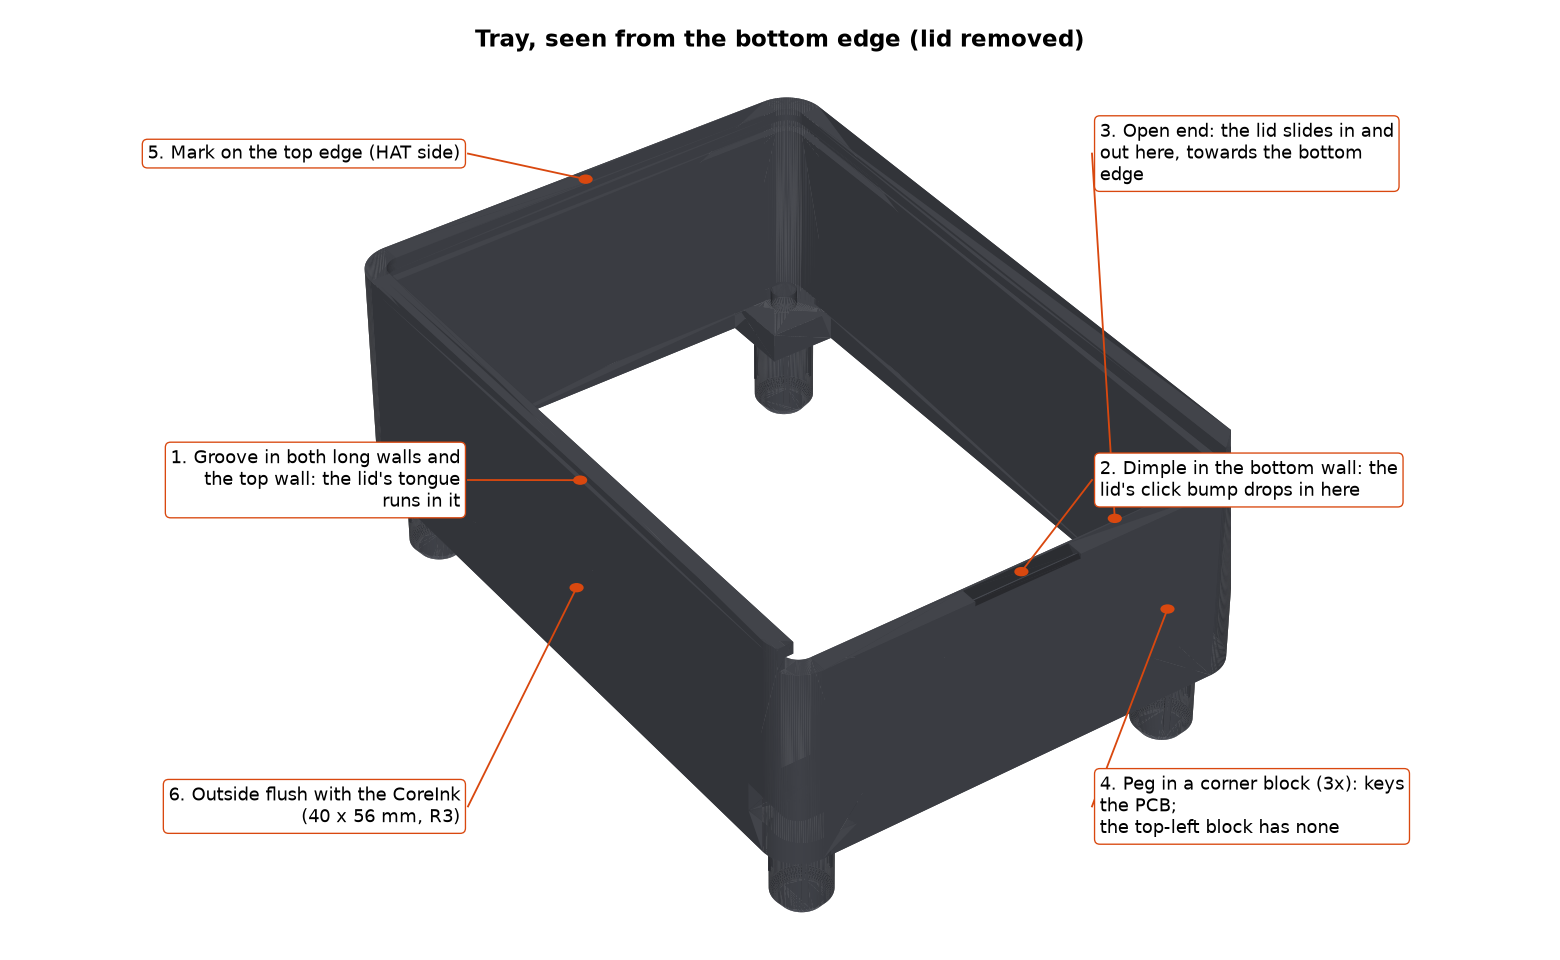 Tray, seen from the bottom edge (lid removed)
5. Mark on the top edge (HAT side)
3. Open end: the lid slides in and
out here, towards the bottom
edge
1. Groove in both long walls and
the top wall: the lid's tongue
runs in it
2. Dimple in the bottom wall: the
lid's click bump drops in here
6. Outside flush with the CoreInk
(40 x 56 mm, R3)
4. Peg in a corner block (3x): keys
the PCB;
the top-left block has none